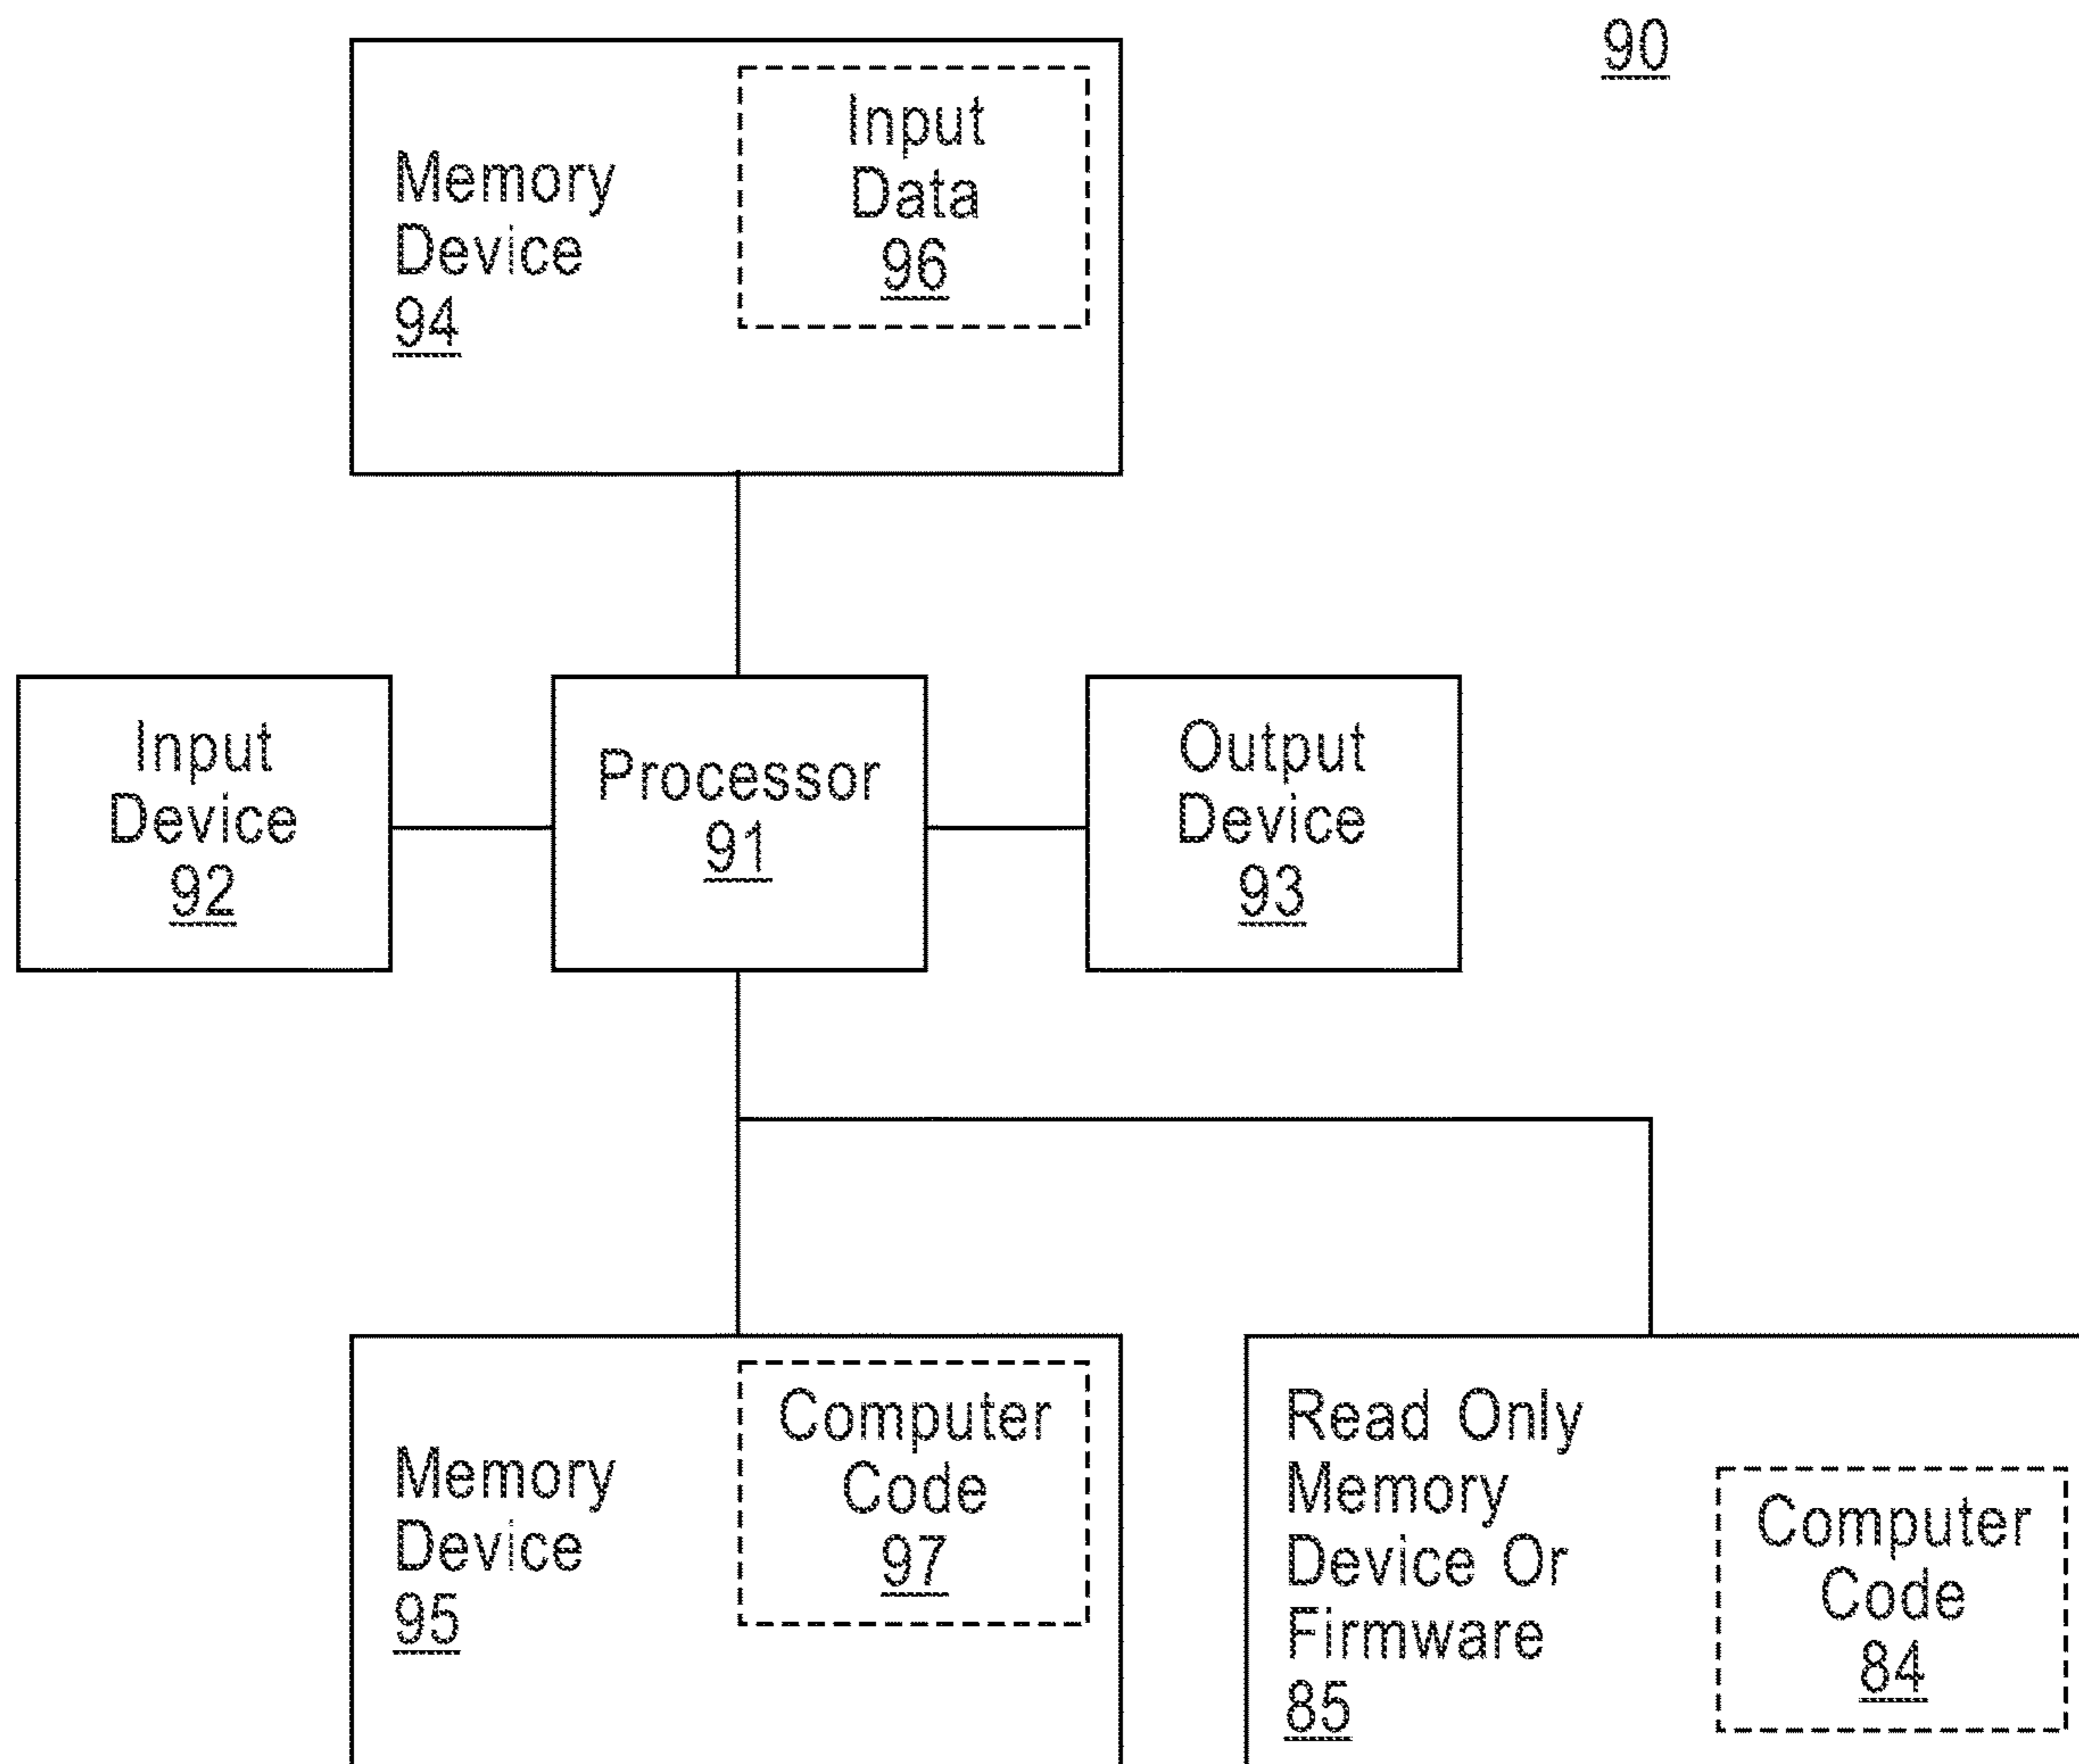 90
Memory
Device
94
Input
Data
96
Input
Device
92
Processor
91
Output
Device
93
Memory
Device
95
Computer
Code
97
Read Only
Memory
Device Or
Firmware
85
Computer
Code
84